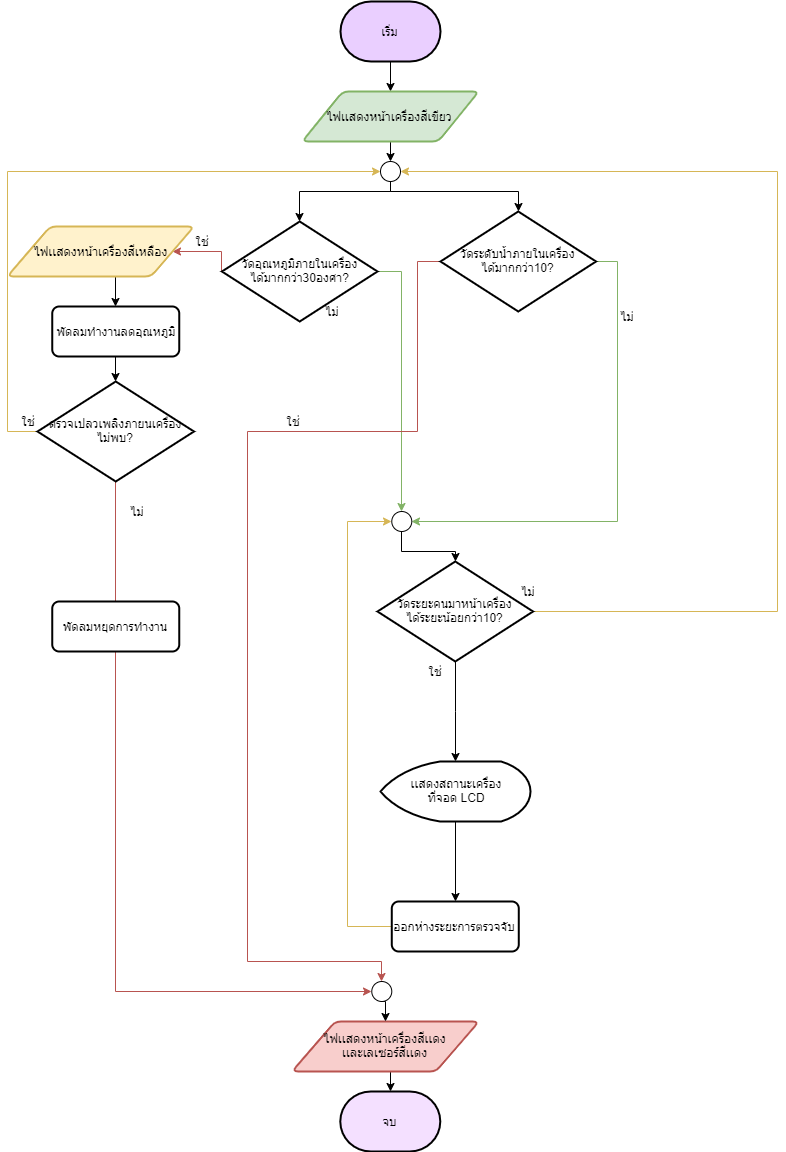 เริ่ม
ไฟแสดงหน้าเครื่องสีเขียว
ใช่
ไฟแสดงหน้าเครื่องสีเหลือง
วัดอุณหภูมิภายในเครื่อง
ได้มากกว่า30องศา?
วัดระดับน้ำภายในเครื่อง
ได้มากกว่า10?
ไม่
ไม่
พัดลมทำงานลดอุณหภูมิ
ใช่
ตรวจเปลวเพลิงภายนเครื่อง
ไม่พบ?
ใช่
ไม่
ไม่
วัดระยะคนมาหน้าเครื่อง
ได้ระยะน้อยกว่า10?
พัดลมหยุดการทำงาน
ใช่
แสดงสถานะเครื่อง
ที่จอด LCD
ออกห่างระยะการตรวจจับ
ไฟแสดงหน้าเครื่องสีแดง
และเลเซอร์สีแดง
จบ